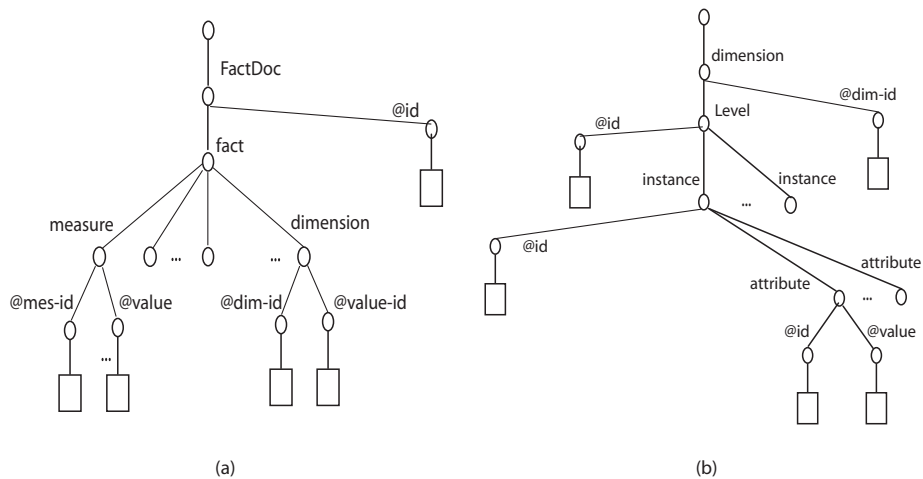 FactDoc
@id
fact
measure
dimension
...
...
@mes-id
@value
@dim-id
@value-id
...
(a)
dimension
@dim-id
Level
@id
instance
instance
...
@id
attribute
attribute
...
@id
@value
(b)